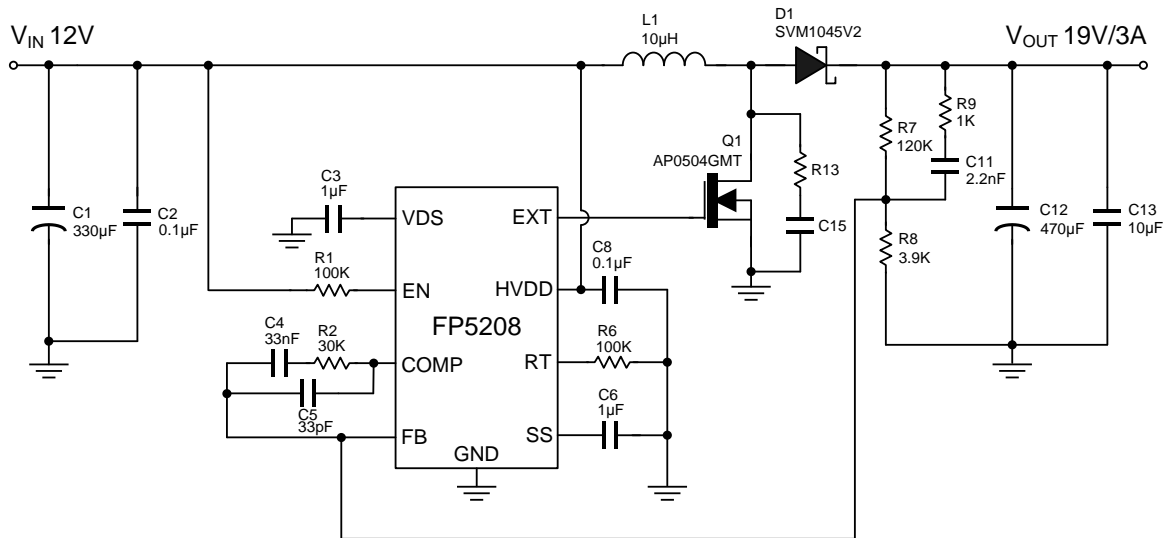 V_IN 12V
L1
10μH
D1
SVM1045V2
V_OUT 19V/3A
C1
330μF
C2
0.1μF
C3
1μF
R1
100K
C4
33nF
R2
30K
C5
33pF
VDS
EN
COMP
FB
GND
FP5208
EXT
HVDD
RT
SS
Q1
AP0504GMT
R13
C15
C8
0.1μF
R6
100K
C6
1μF
R7
120K
R9
1K
C11
2.2nF
R8
3.9K
C12
470μF
C13
10μF